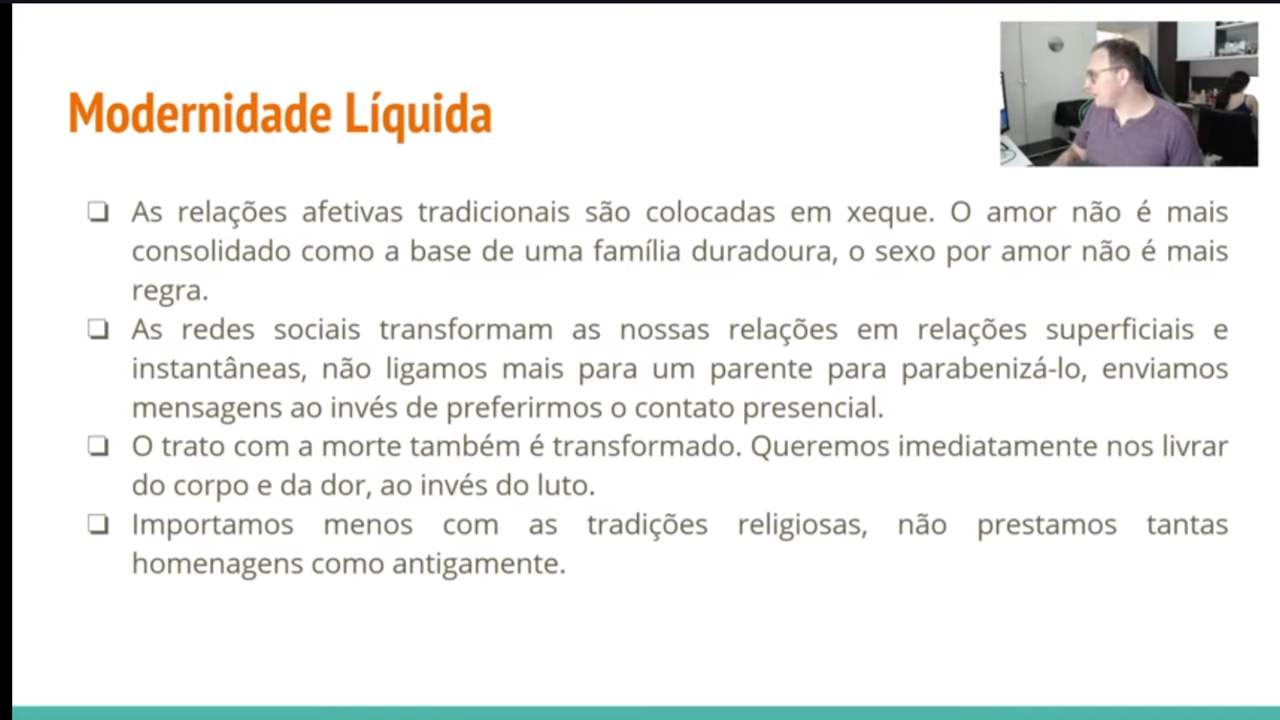 Modernidade Líquida
❏ As relações afetivas tradicionais são colocadas em xeque. O amor não é mais
consolidado como a base de uma família duradoura, o sexo por amor não é mais
regra.
❏ As redes sociais transformam as nossas relações em relações superficiais e
instantâneas, não ligamos mais para um parente para parabenizá-lo, enviamos
mensagens ao invés de preferirmos o contato presencial.
❏ O trato com a morte também é transformado. Queremos imediatamente nos livrar
do corpo e da dor, ao invés do luto.
❏ Importamos menos com as tradições religiosas, não prestamos tantas
homenagens como antigamente.